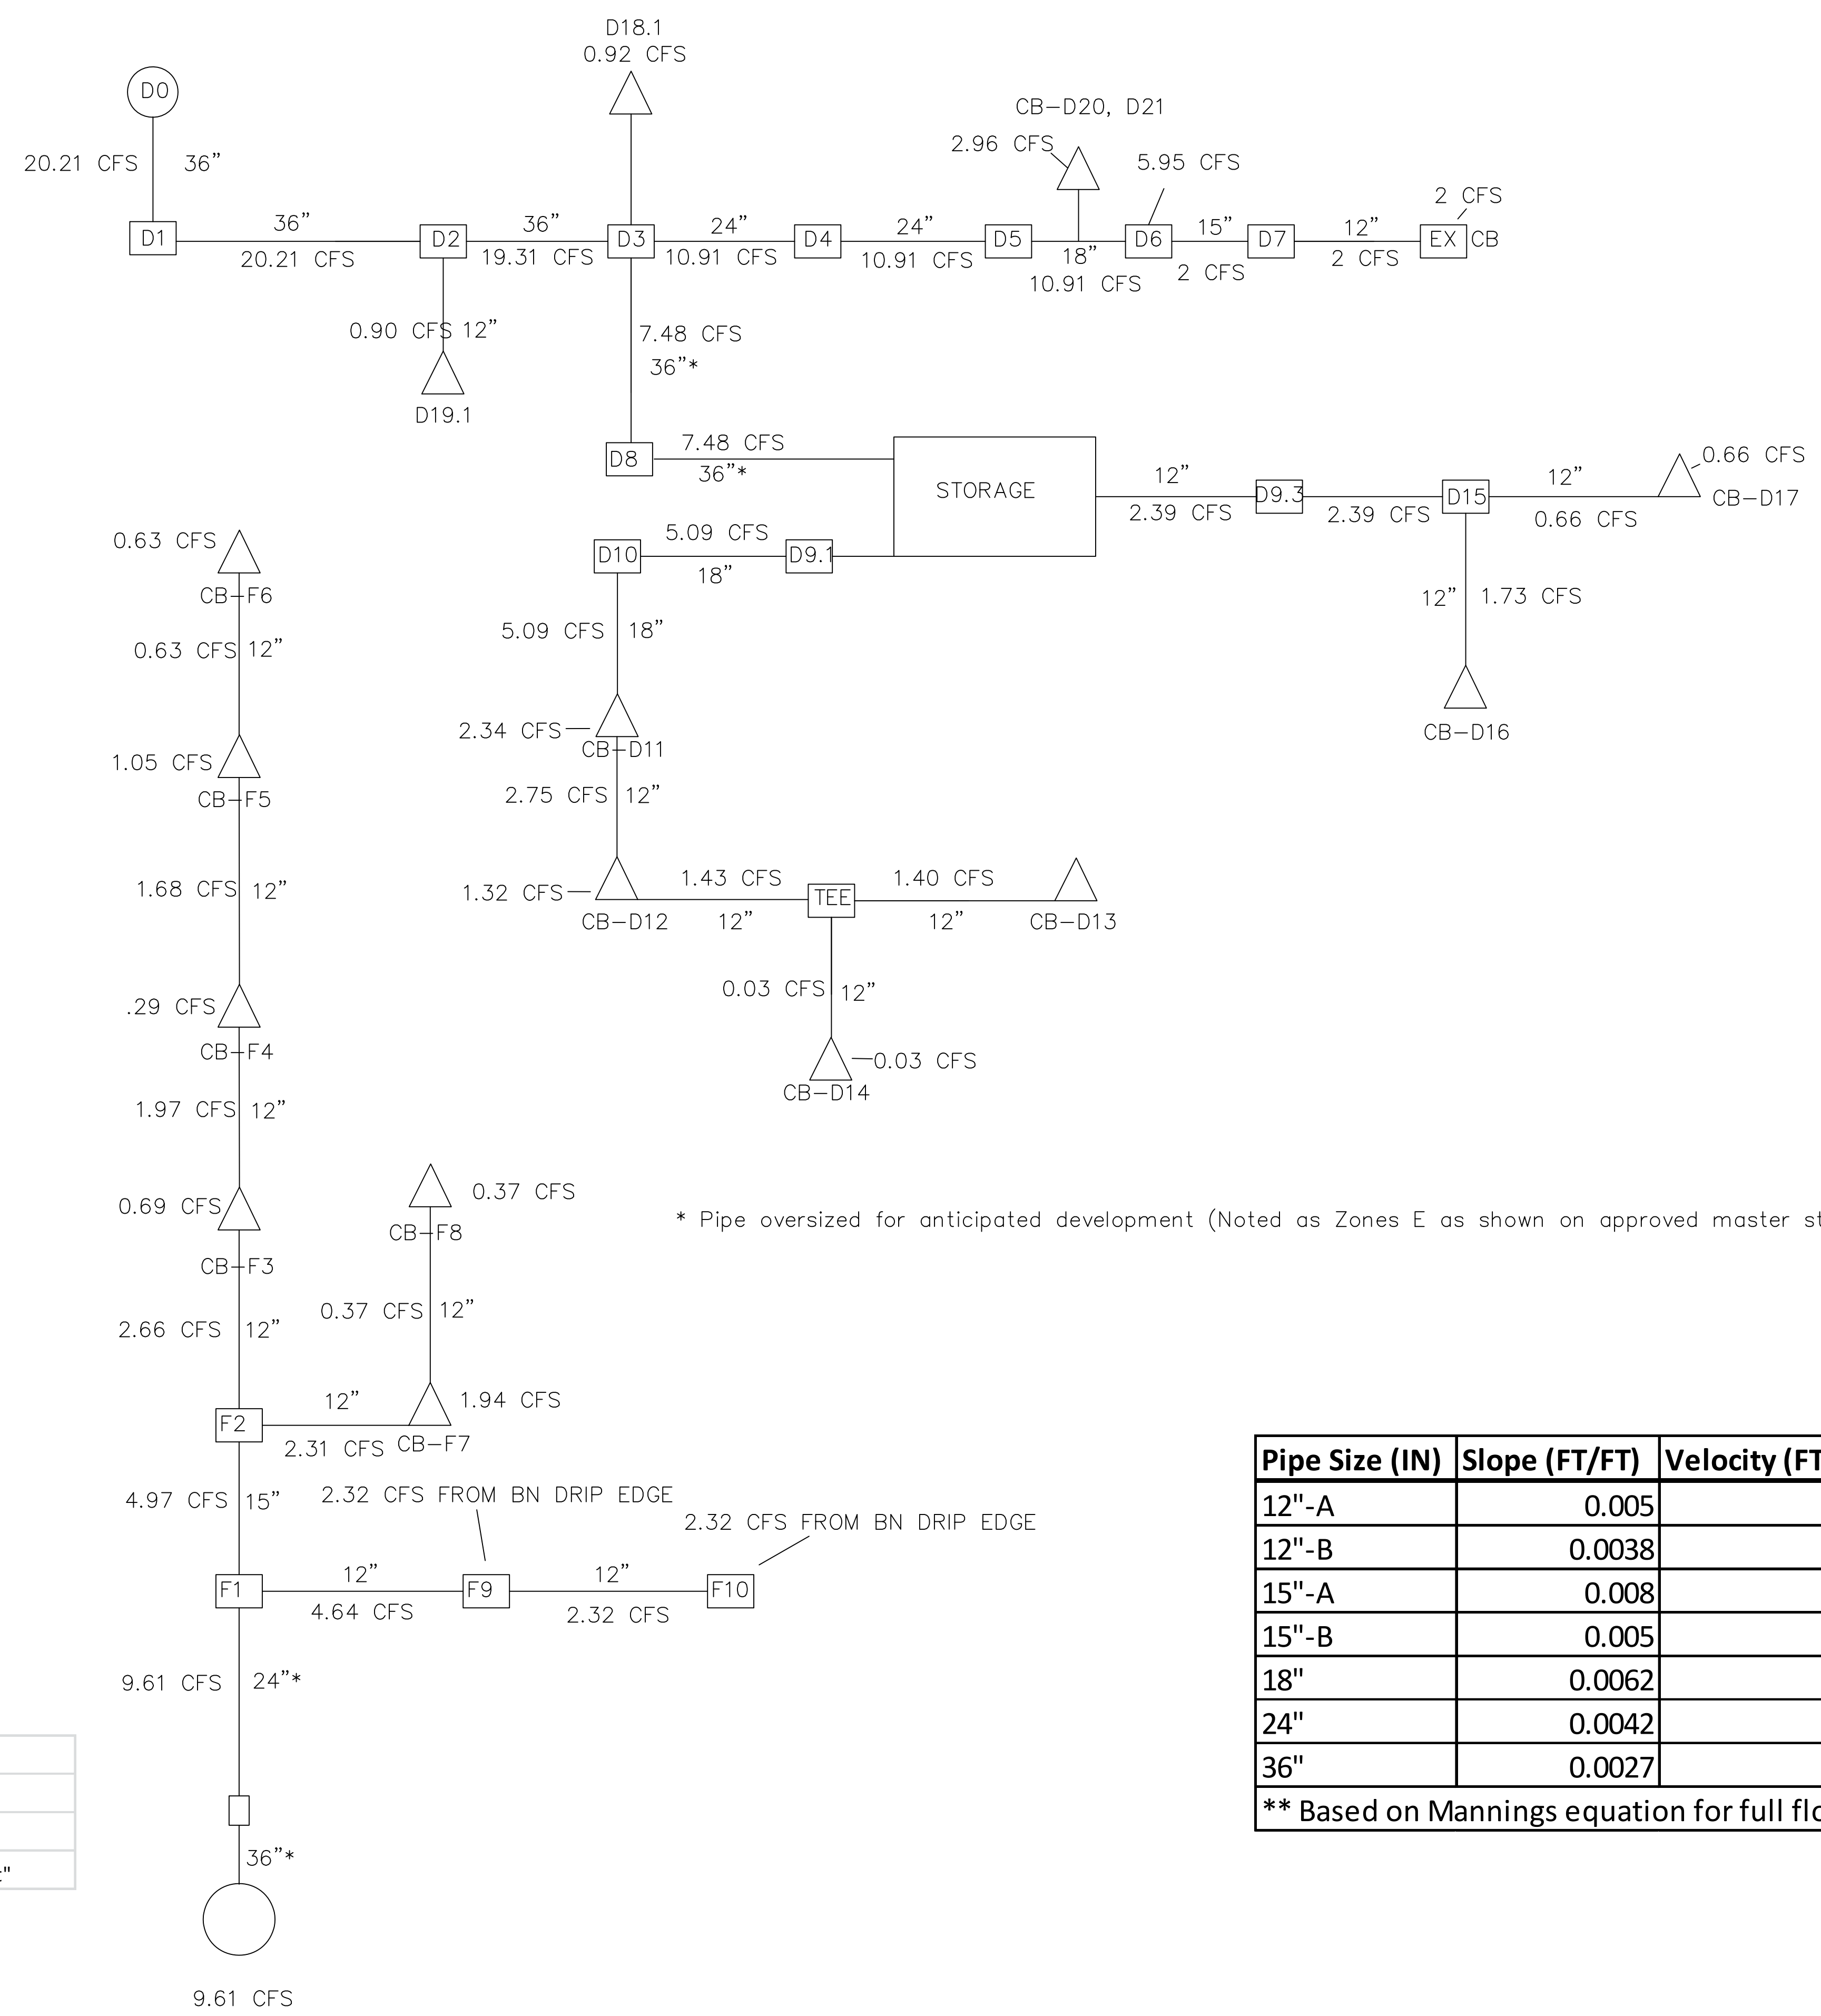 D18.1
0.92 CFS
D0
CB-D20, D21
2.96 CFS
5.95 CFS
20.21 CFS 36"
2 CFS
D1
36"
20.21 CFS
D2
36"
19.31 CFS
D3
24"
10.91 CFS
D4
24"
10.91 CFS
D5
18"
10.91 CFS
D6
15"
2 CFS
D7
12"
2 CFS
EX CB
0.90 CFS 12"
D19.1
7.48 CFS
36"*
D8
7.48 CFS
36"*
STORAGE
12"
2.39 CFS
D9.3
2.39 CFS
D15
12"
0.66 CFS
0.66 CFS
CB-D17
12" 1.73 CFS
CB-D16
D10
5.09 CFS
18"
D9.1
5.09 CFS 18"
2.34 CFS
CB-D11
2.75 CFS 12"
1.32 CFS
CB-D12
1.43 CFS
12"
TEE
1.40 CFS
12"
CB-D13
0.03 CFS 12"
0.03 CFS
CB-D14
0.63 CFS
CB-F6
0.63 CFS 12"
1.05 CFS
CB-F5
1.68 CFS 12"
.29 CFS
CB-F4
1.97 CFS 12"
0.69 CFS
CB-F3
2.66 CFS 12"
0.37 CFS
CB-F8
0.37 CFS 12"
1.94 CFS
CB-F7
F2
12"
2.31 CFS
4.97 CFS 15"
2.32 CFS FROM BN DRIP EDGE
2.32 CFS FROM BN DRIP EDGE
F1
12"
4.64 CFS
F9
12"
2.32 CFS
F10
9.61 CFS 24"*
36"*
9.61 CFS
* Pipe oversized for anticipated development (Noted as Zones E as shown on approved master
Pipe Size (IN) Slope (FT/FT) Velocity (FT
12"-A 0.005
12"-B 0.0038
15"-A 0.008
15"-B 0.005
18" 0.0062
24" 0.0042
36" 0.0027
** Based on Mannings equation for full